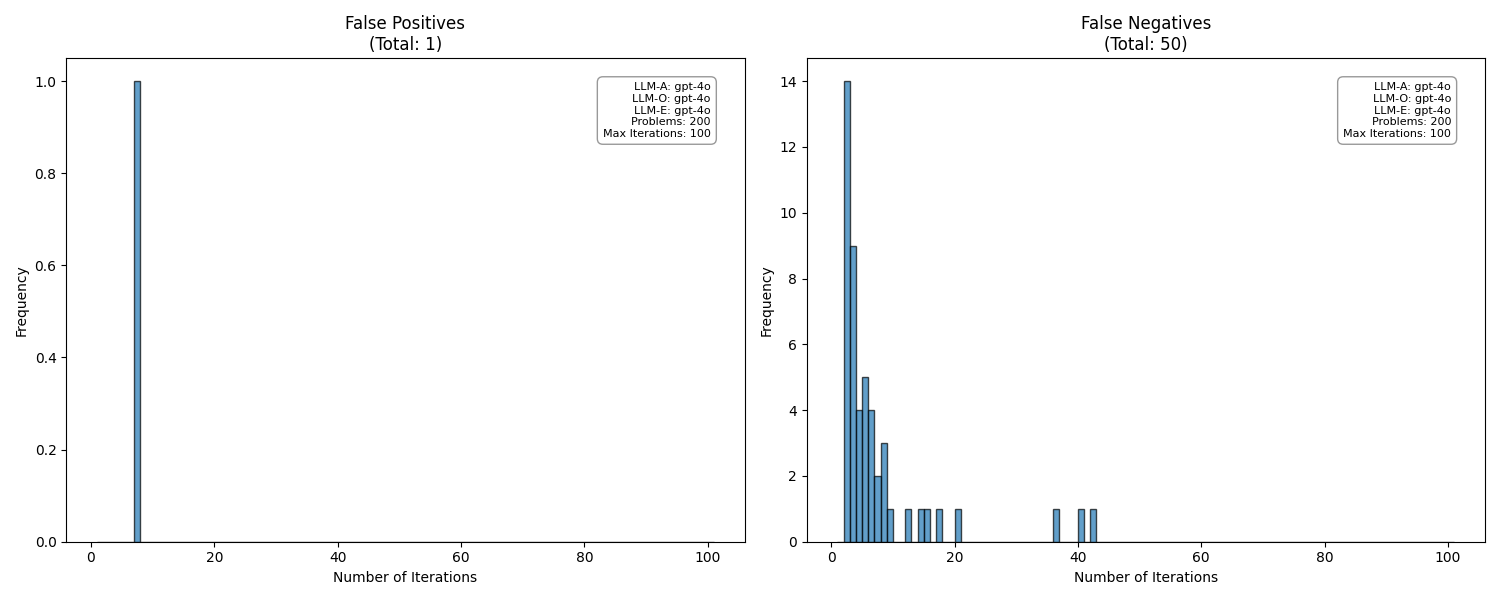 False Positives
(Total: 1)
LLM-A: gpt-4o
LLM-O: gpt-4o
LLM-E: gpt-4o
Problems: 200
Max Iterations: 100
1.0
0.8
0.6
0.4
0.2
0.0
Frequency
0 20 40 60 80 100
Number of Iterations
False Negatives
(Total: 50)
LLM-A: gpt-4o
LLM-O: gpt-4o
LLM-E: gpt-4o
Problems: 200
Max Iterations: 100
14
12
10
8
6
4
2
0
Frequency
0 20 40 60 80 100
Number of Iterations